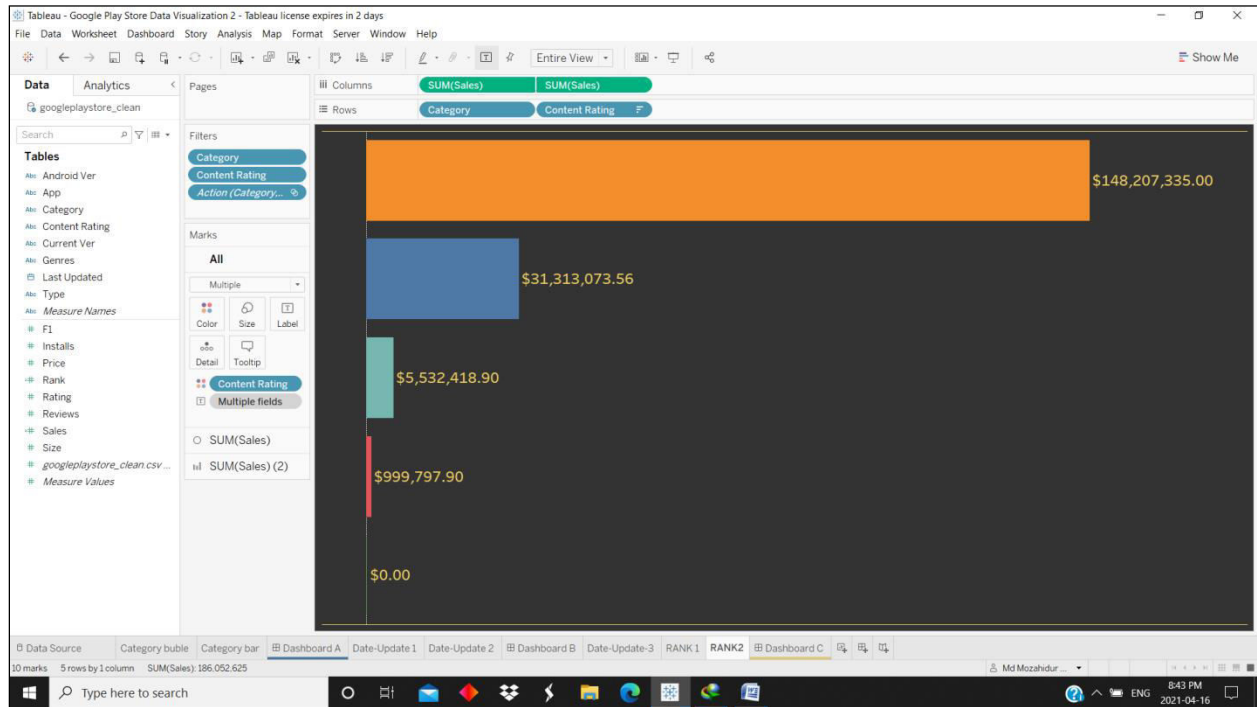 Tableau - Google Play Store Data Visualization 2 - Tableau license expires in 2 days
File Data Worksheet Dashboard Story Analysis Map Format Server Window Help
Entire View
Show Me
Data Analytics
googleplaystore_clean
Search
Tables
Abc Android Ver
Abc App
Abc Category
Abc Content Rating
Abc Current Ver
Abc Genres
Last Updated
Abc Type
Abc Measure Names
# F1
# Installs
# Price
=# Rank
# Rating
# Reviews
=# Sales
# Size
# googleplaystore_clean.csv ...
# Measure Values
Pages
Filters
Category
Content Rating
Action (Category,...
Marks
All
Multiple
Color Size Label
Detail Tooltip
Content Rating
Multiple fields
SUM(Sales)
SUM(Sales) (2)
Columns SUM(Sales) SUM(Sales)
Rows Category Content Rating
$148,207,335.00
$31,313,073.56
$5,532,418.90
$999,797.90
$0.00
Data Source Category buble Category bar Dashboard A Date-Update 1 Date-Update 2 Dashboard B Date-Update-3 RANK 1 RANK2 Dashboard C
10 marks 5 rows by 1 column SUM(Sales): 186.052.625 Md Mozahidur ...
Type here to search
ENG
8:43 PM
2021-04-16